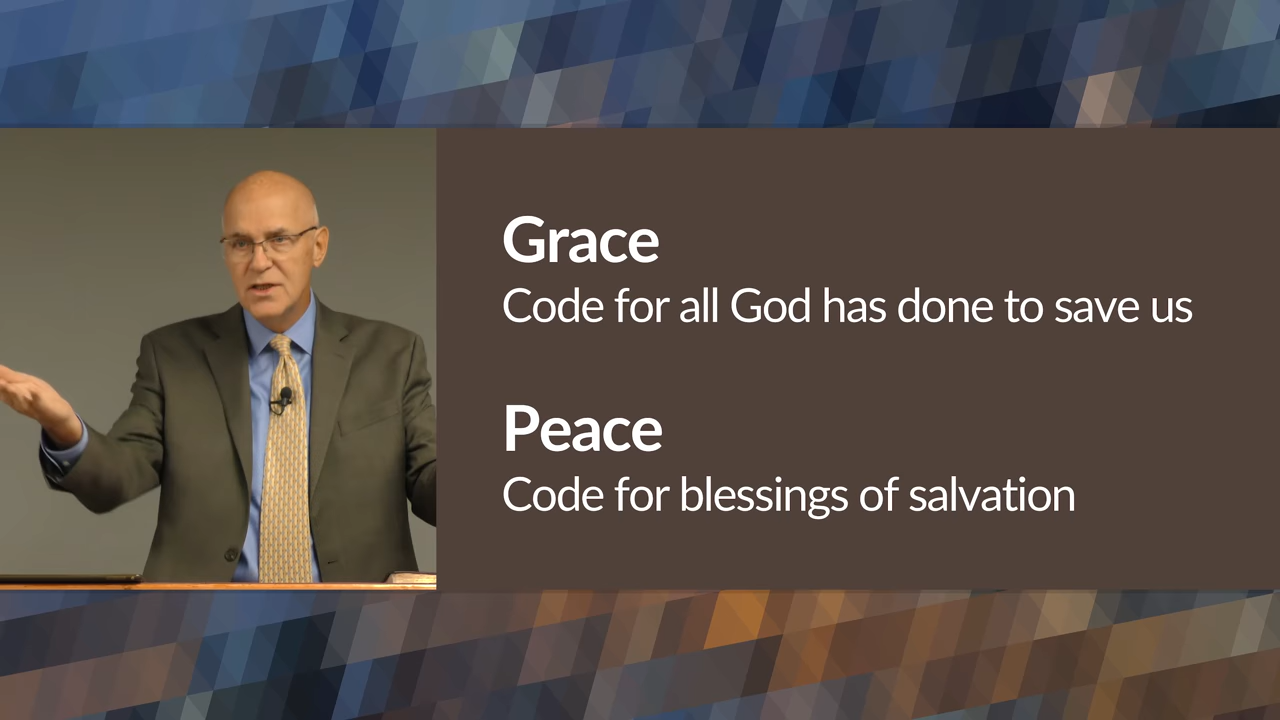 Grace
Code for all God has done to save us
Peace
Code for blessings of salvation